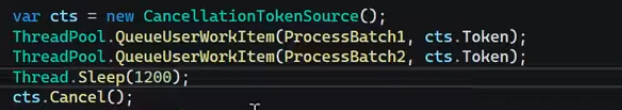 var cts = new CancellationTokenSource();
ThreadPool.QueueUserWorkItem(ProcessBatch1, cts.Token);
ThreadPool.QueueUserWorkItem(ProcessBatch2, cts.Token);
Thread.Sleep(1200);
cts.Cancel();